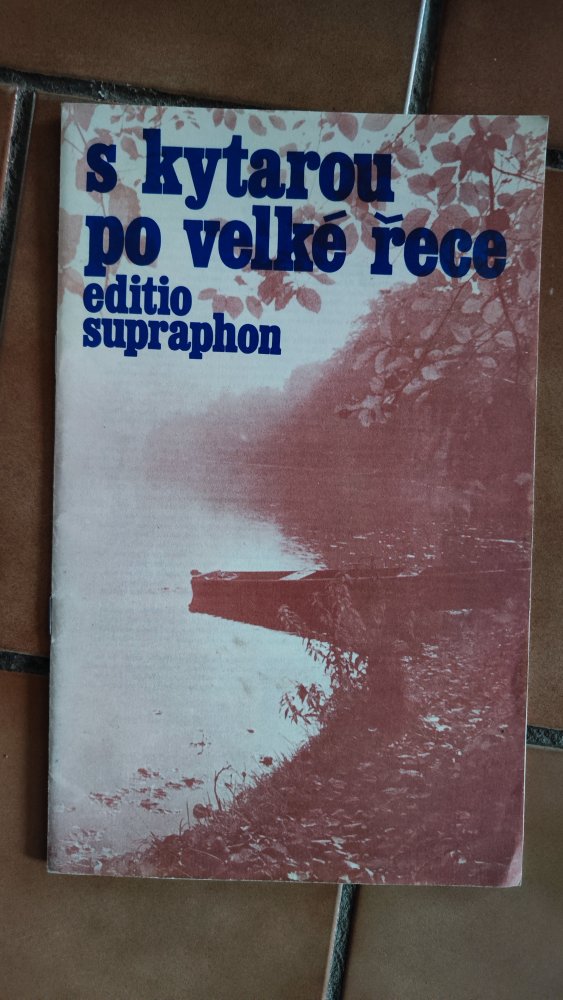 s kytarou
po velké řece
editio
supraphon